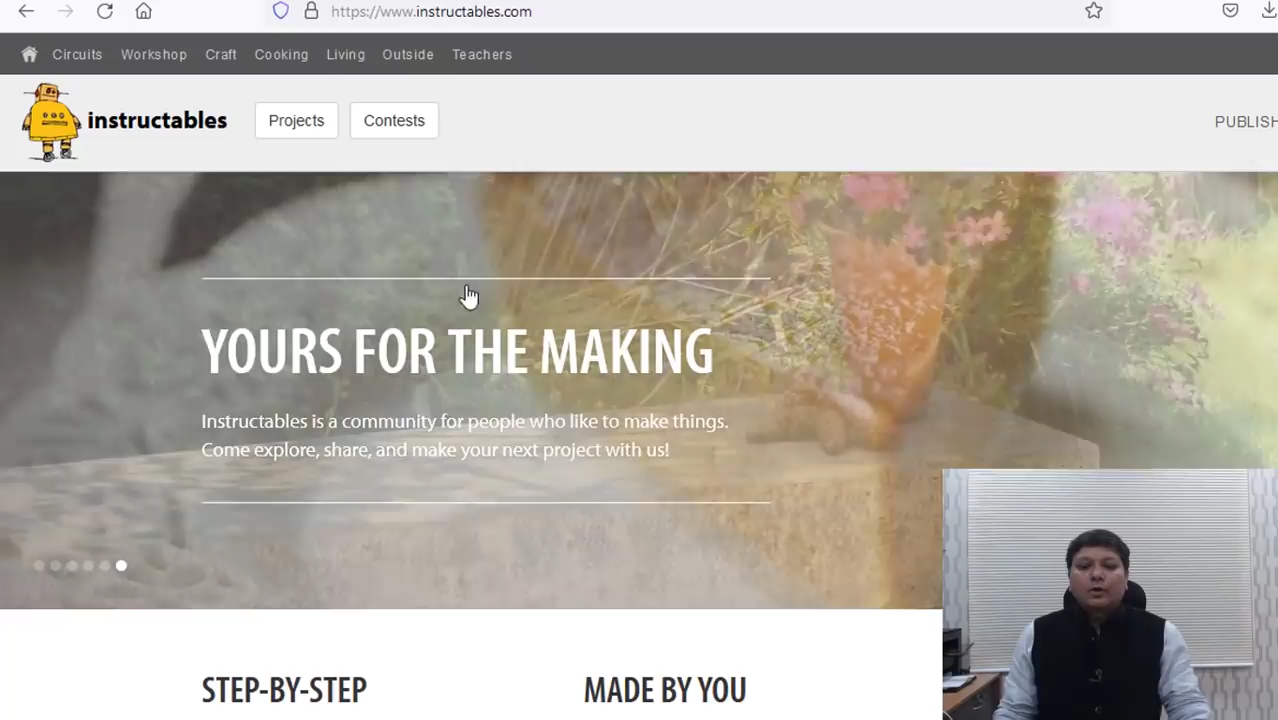 https://www.instructables.com
Circuits Workshop Craft Cooking Living Outside Teachers
instructables Projects Contests PUBLISH
YOURS FOR THE MAKING
Instructables is a community for people who like to make things.
Come explore, share, and make your next project with us!
STEP-BY-STEP MADE BY YOU